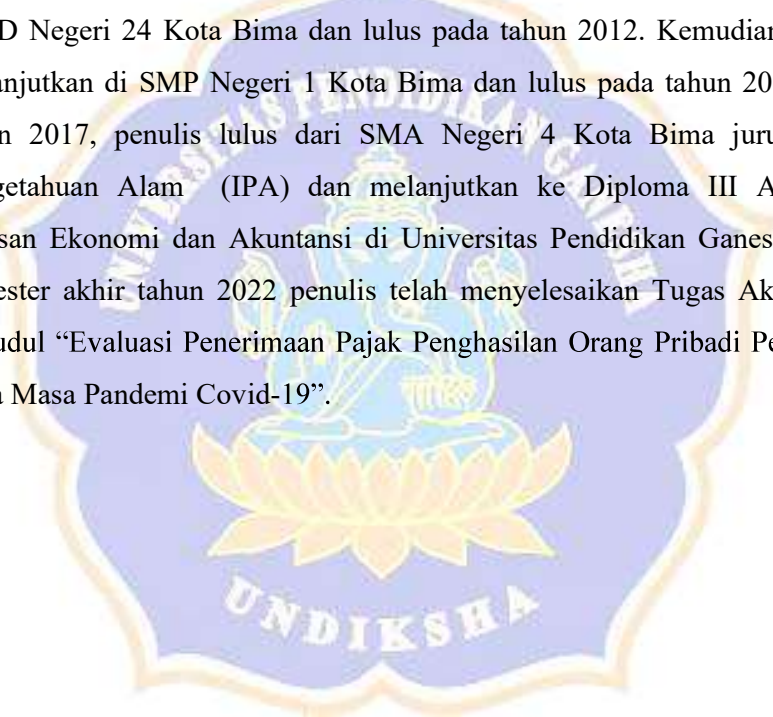 D Negeri 24 Kota Bima dan lulus pada tahun 2012. Kemudian
anjutkan di SMP Negeri 1 Kota Bima dan lulus pada tahun 20
n 2017, penulis lulus dari SMA Negeri 4 Kota Bima juru
getahuan Alam (IPA) dan melanjutkan ke Diploma III A
san Ekonomi dan Akuntansi di Universitas Pendidikan Ganes
ester akhir tahun 2022 penulis telah menyelesaikan Tugas Ak
udul “Evaluasi Penerimaan Pajak Penghasilan Orang Pribadi Pe
a Masa Pandemi Covid-19”.
UNIVERSITAS PENDIDIKAN GANESHA
UNDIKSHA